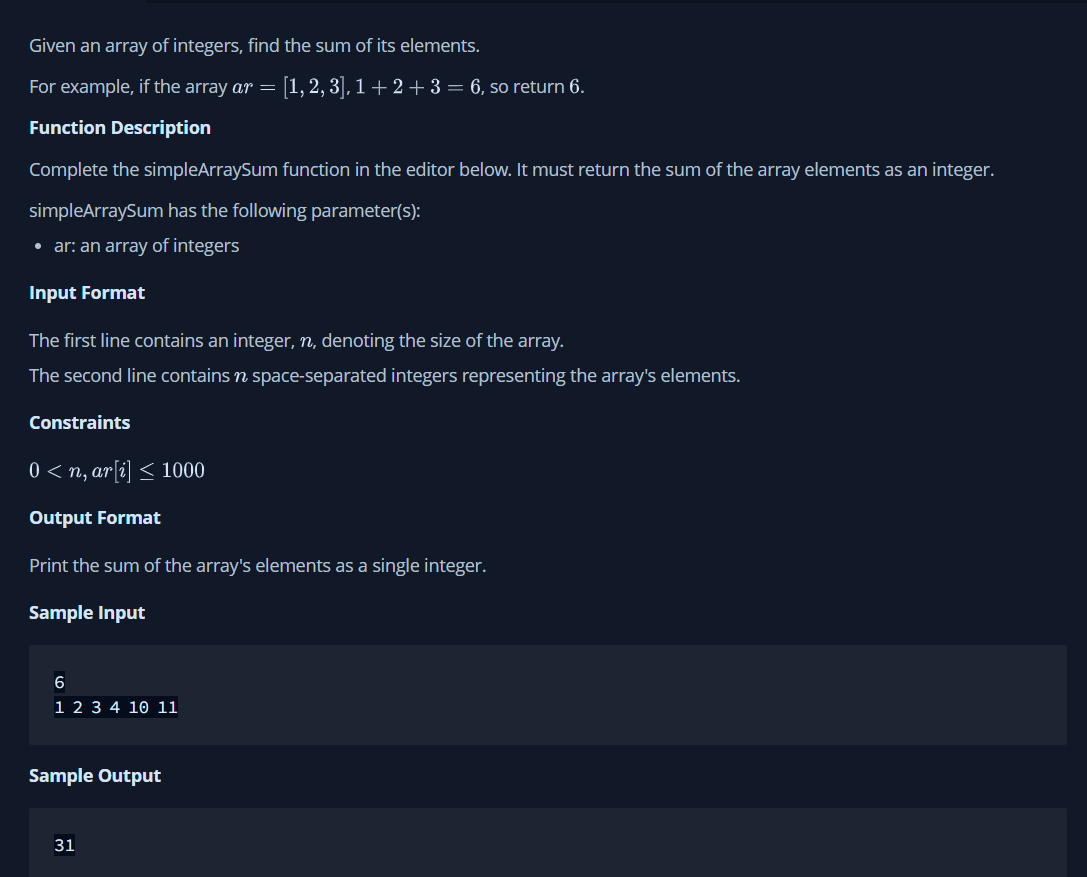 Given an array of integers, find the sum of its elements.
For example, if the array ar = [1, 2, 3], 1 + 2 + 3 = 6, so return 6.
Function Description
Complete the simpleArraySum function in the editor below. It must return the sum of the array elements as an integer.
simpleArraySum has the following parameter(s):
• ar: an array of integers
Input Format
The first line contains an integer, n, denoting the size of the array.
The second line contains n space-separated integers representing the array's elements.
Constraints
0 < n, ar[i] ≤ 1000
Output Format
Print the sum of the array's elements as a single integer.
Sample Input
6
1 2 3 4 10 11
Sample Output
31